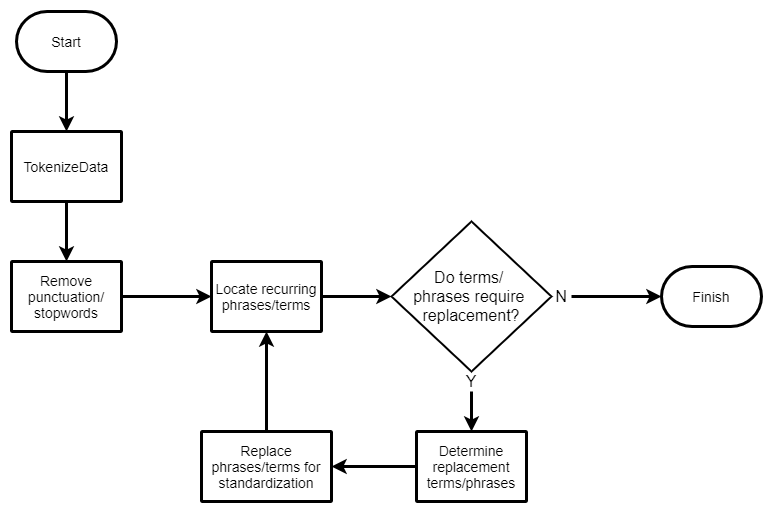 Start
TokenizeData
Remove
punctuation/
stopwords
Locate recurring
phrases/terms
Do terms/
phrases require
replacement?
N
Finish
Y
Replace
phrases/terms for
standardization
Determine
replacement
terms/phrases